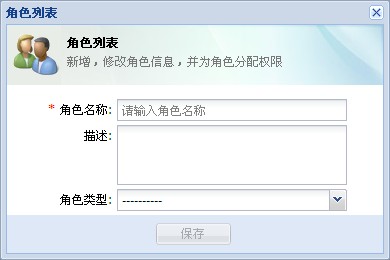 角色列表
角色列表
新增，修改角色信息，并为角色分配权限
* 角色名称: 请输入角色名称
描述:
角色类型: ----------
保存